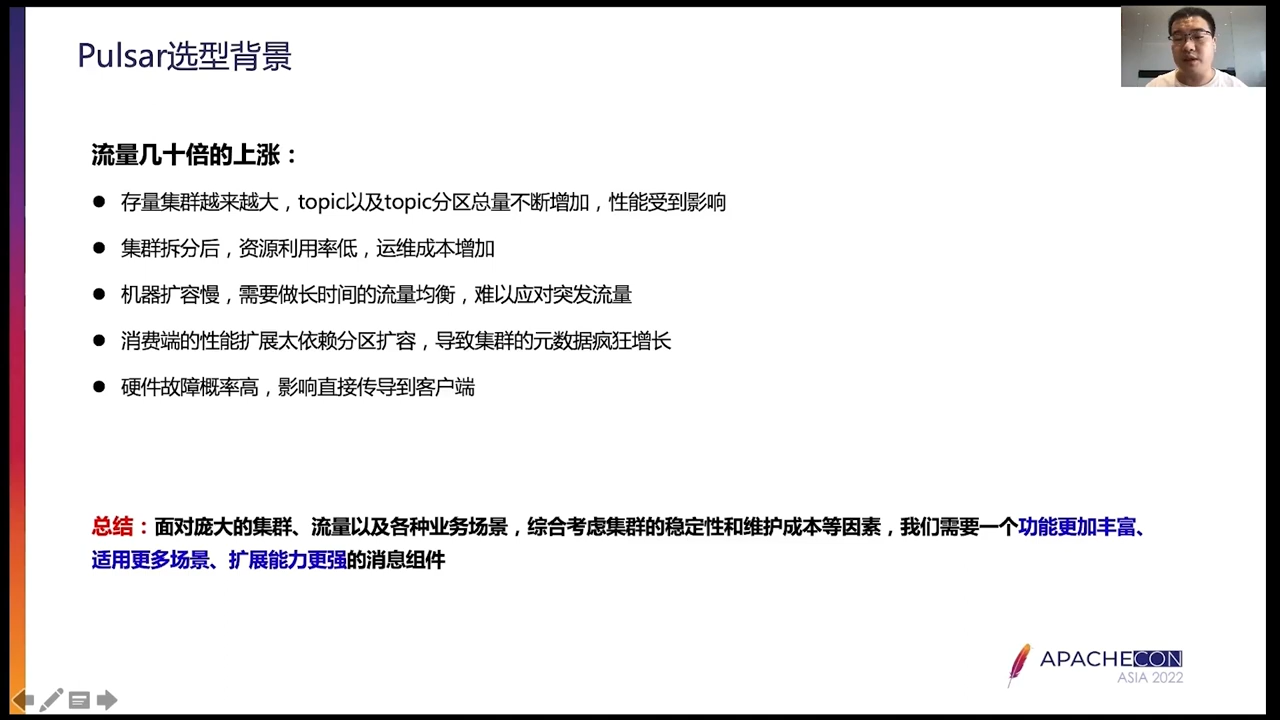 Pulsar选型背景
流量几十倍的上涨：
● 存量集群越来越大，topic以及topic分区总量不断增加，性能受到影响
● 集群拆分后，资源利用率低，运维成本增加
● 机器扩容慢，需要做长时间的流量均衡，难以应对突发流量
● 消费端的性能扩展太依赖分区扩容，导致集群的元数据疯狂增长
● 硬件故障概率高，影响直接传导到客户端
总结：面对庞大的集群、流量以及各种业务场景，综合考虑集群的稳定性和维护成本等因素，我们需要一个功能更加丰富、
适用更多场景、扩展能力更强的消息组件
APACHECON
ASIA 2022